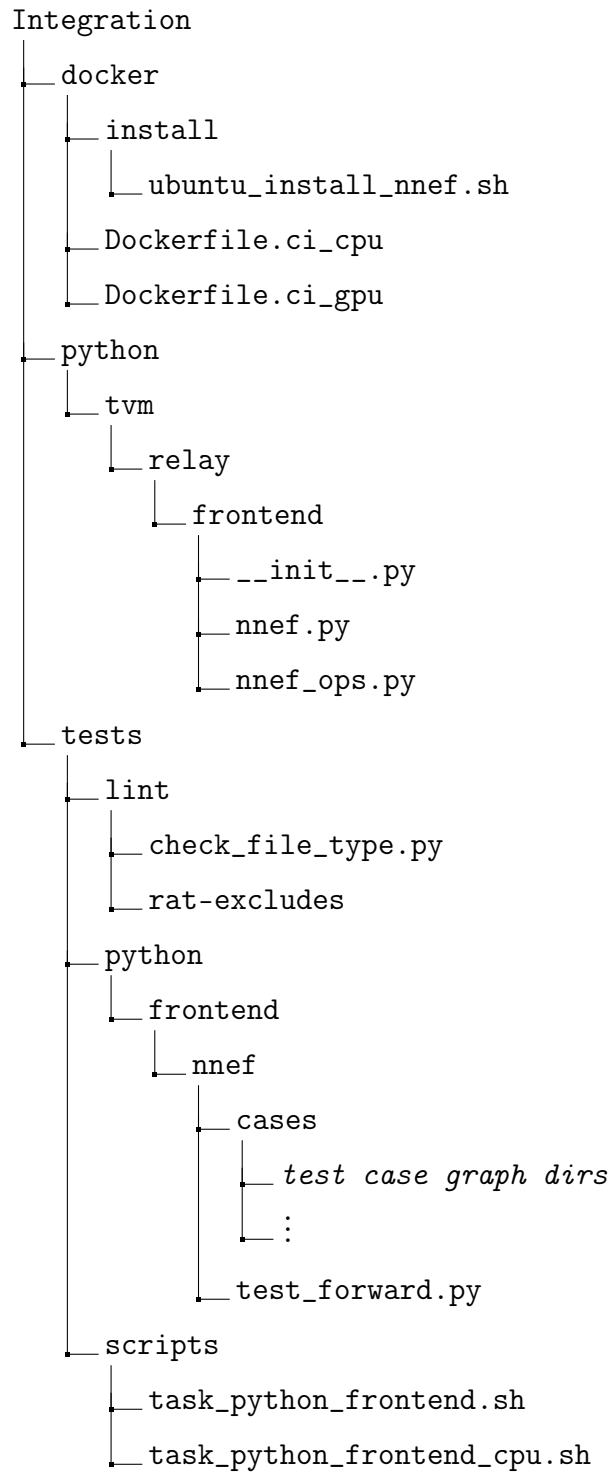 Integration
docker
install
ubuntu_install_nnef.sh
Dockerfile.ci_cpu
Dockerfile.ci_gpu
python
tvm
relay
frontend
__init__.py
nnef.py
nnef_ops.py
tests
lint
check_file_type.py
rat-excludes
python
frontend
nnef
cases
test case graph dirs
⋮
test_forward.py
scripts
task_python_frontend.sh
task_python_frontend_cpu.sh